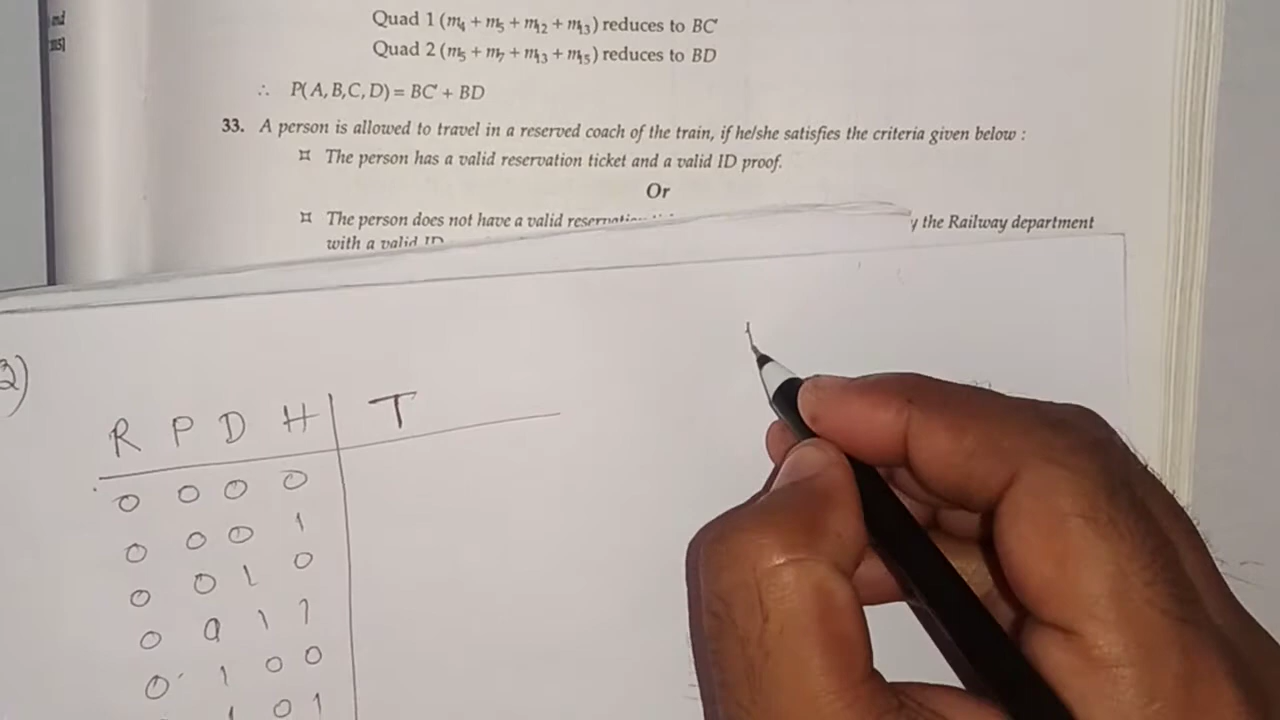 Quad 1 (m4 + m5 + m12 + m13) reduces to BC'
Quad 2 (m5 + m7 + m13 + m15) reduces to BD
∴ P(A, B, C, D) = BC' + BD
33. A person is allowed to travel in a reserved coach of the train, if he/she satisfies the criteria given below :
¤ The person has a valid reservation ticket and a valid ID proof.
Or
¤ The person does not have a valid the Railway department
with a valid
R P D H T
0 0 0 0
0 0 0 1
0 0 1 0
0 0 1 1
0 1 0 0
1 0 1